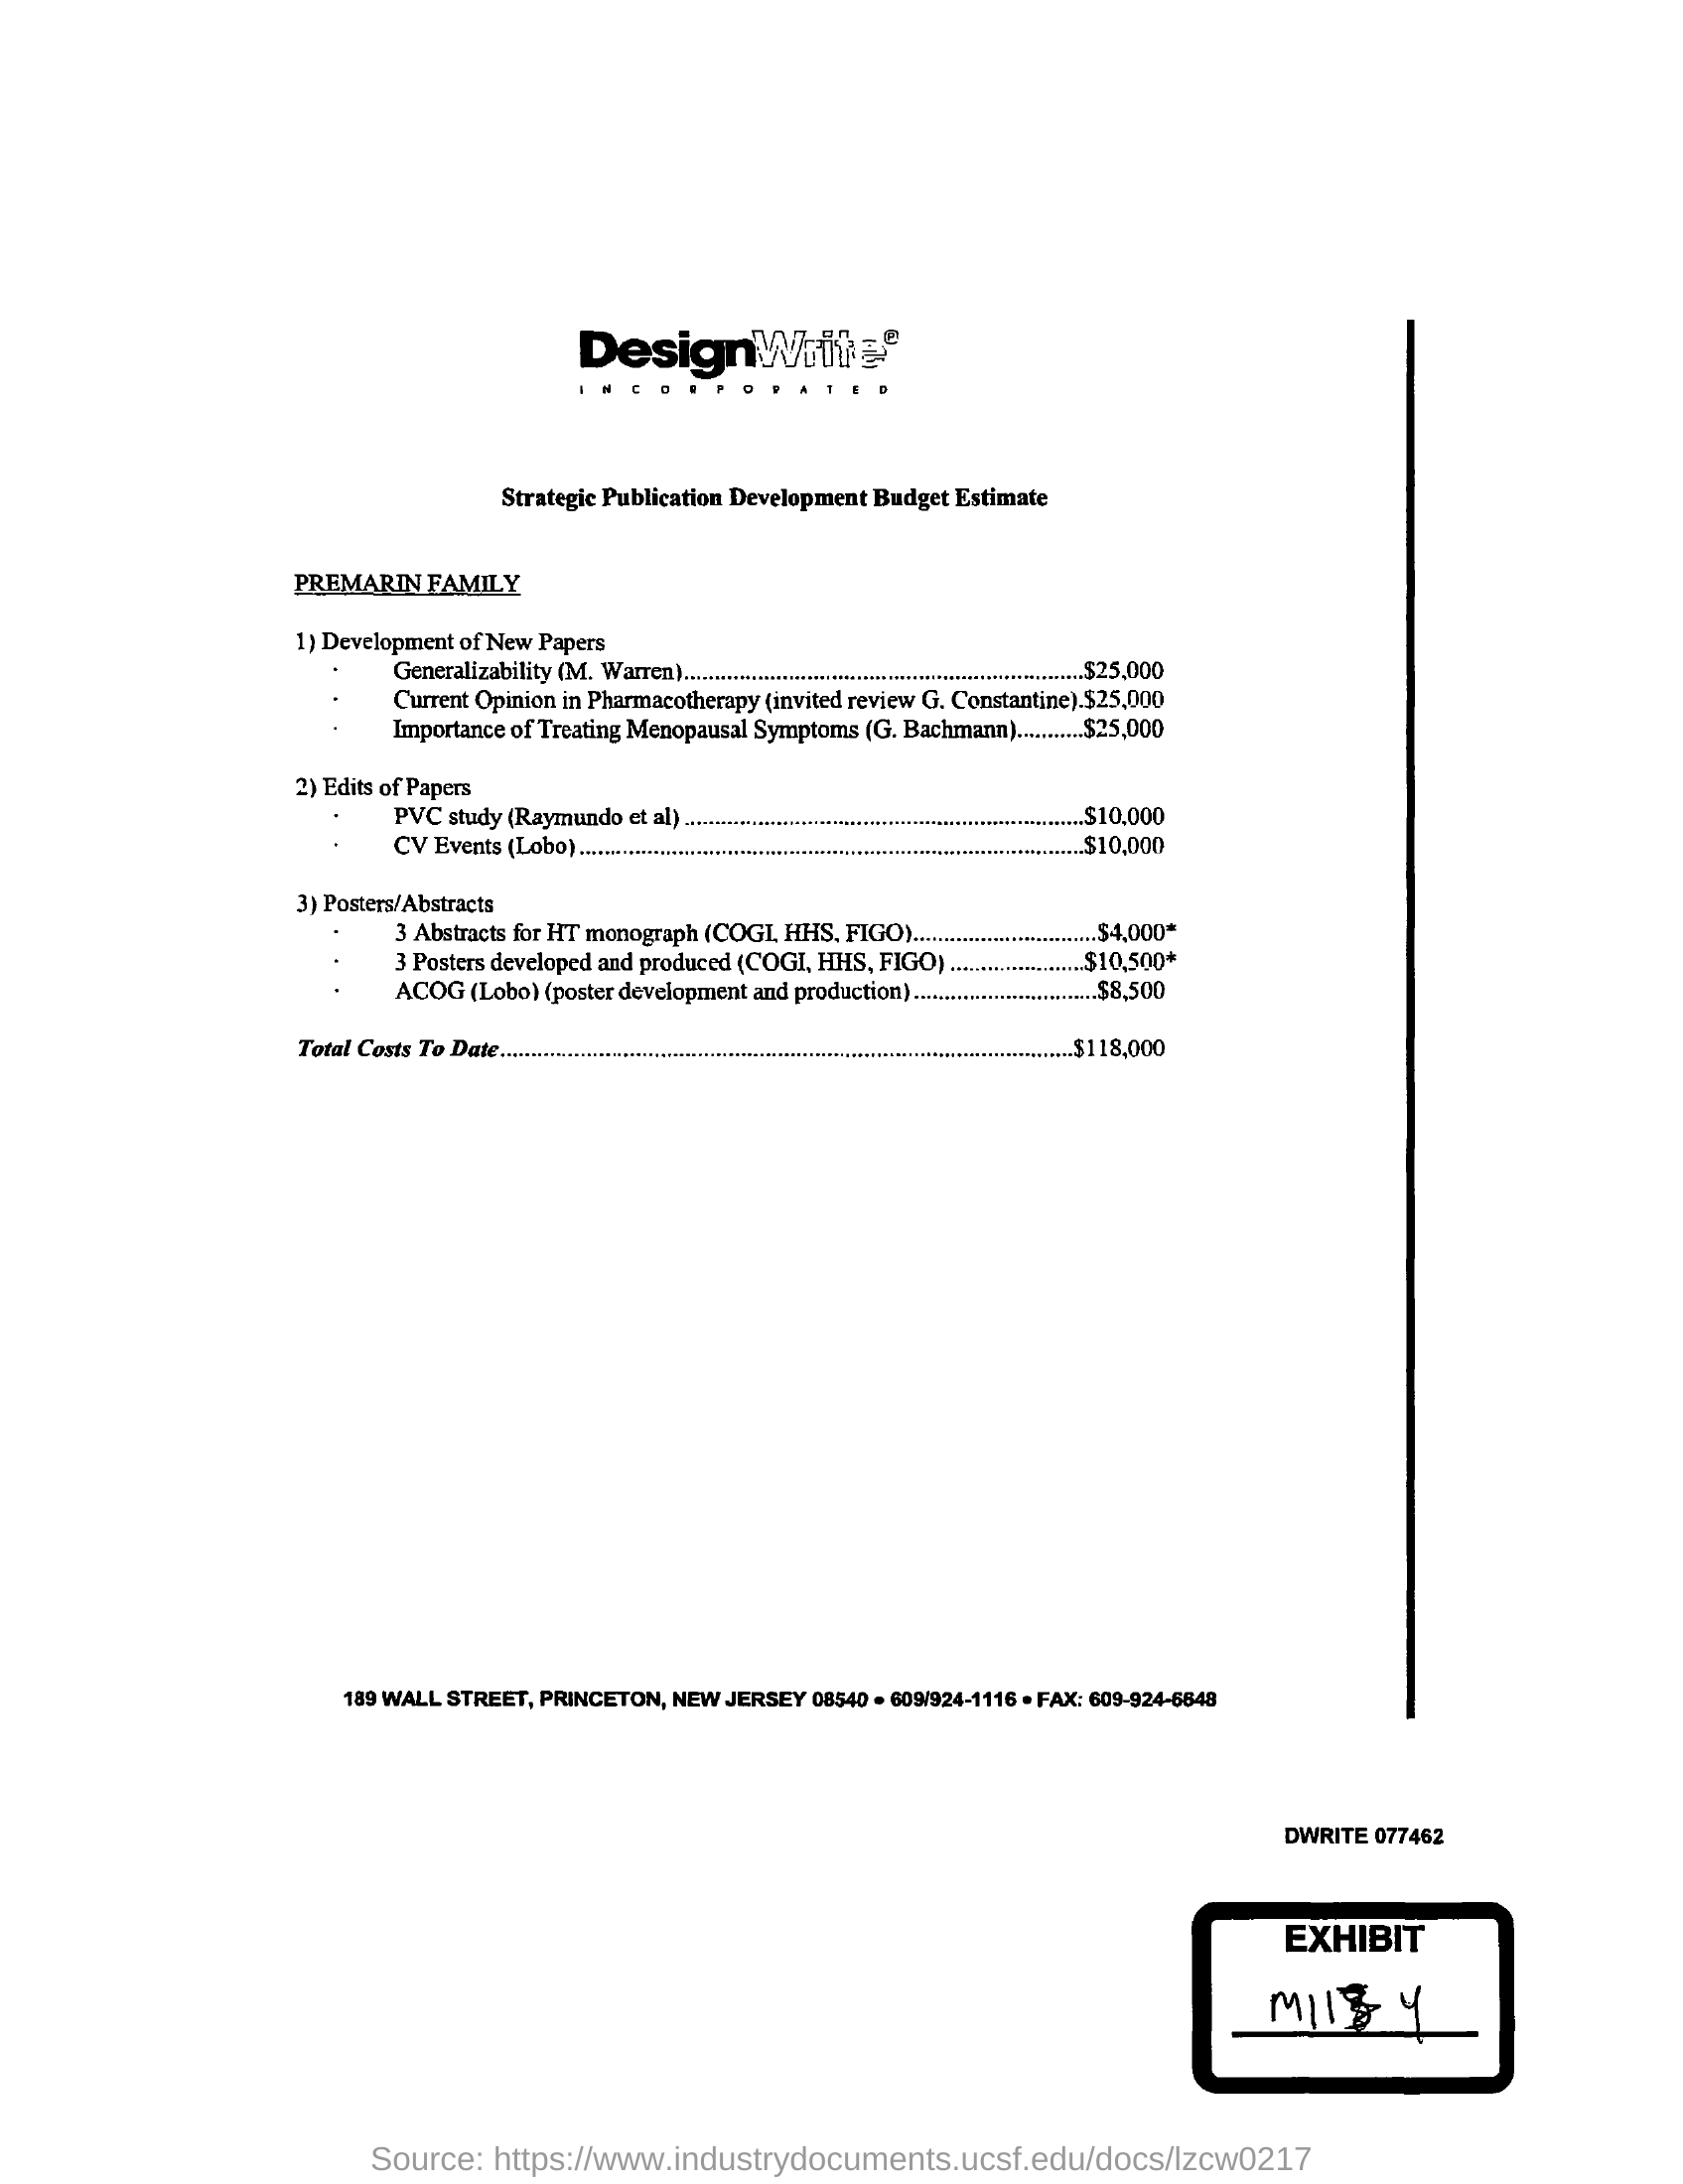 DesignWrite®
INCORPORATED
Strategic Publication Development Budget Estimate
PREMARIN FAMILY
1) Development of New Papers
· Generalizability (M. Warren)..........$25,000
· Current Opinion in Pharmacotherapy (invited review G. Constantine).$25,000
· Importance of Treating Menopausal Symptoms (G. Bachmann)...........$25,000
2) Edits of Papers
· PVC study (Raymundo et al) ..........$10,000
· CV Events (Lobo)..........$10,000
3) Posters/Abstracts
· 3 Abstracts for HT monograph (COGI, HHS, FIGO)..........$4,000*
· 3 Posters developed and produced (COGI, HHS, FIGO) ..........$10,500*
· ACOG (Lobo) (poster development and production)..........$8,500
Total Costs To Date..........$118,000
189 WALL STREET, PRINCETON, NEW JERSEY 08540 • 609/924-1116 • FAX: 609-924-6648
DWRITE 077462
EXHIBIT
Source: https://www.industrydocuments.ucsf.edu/docs/lzcw0217